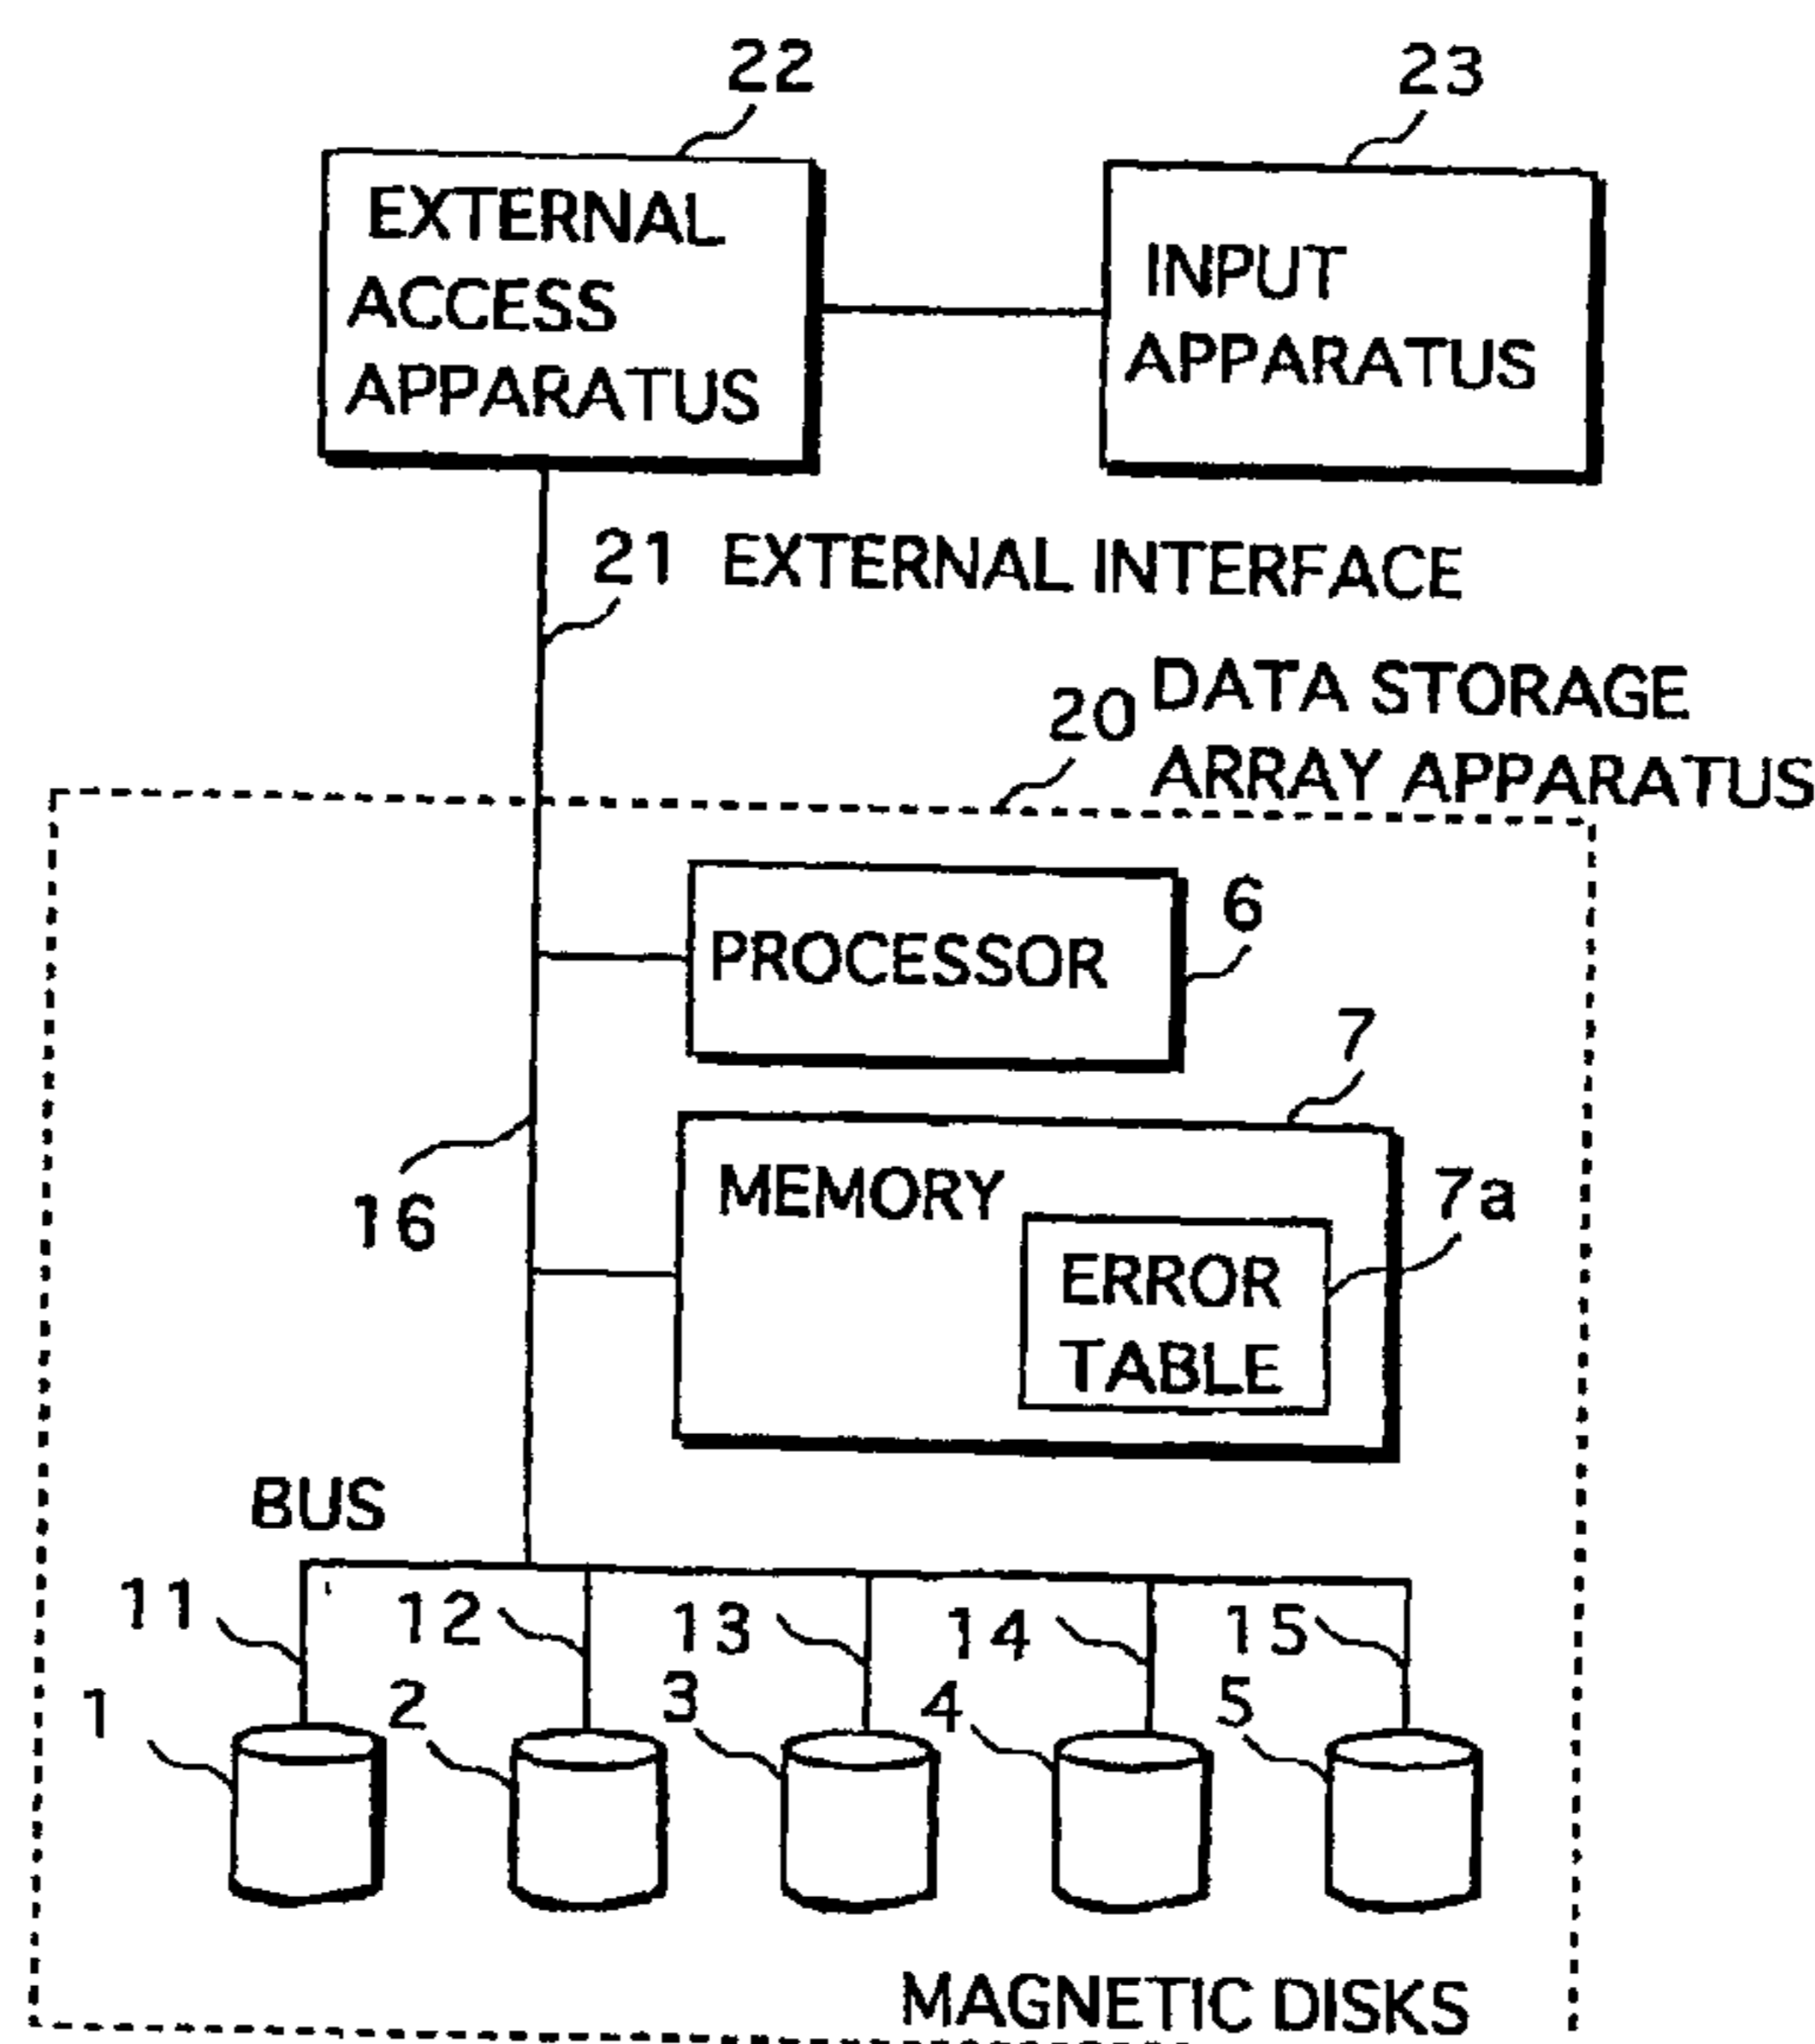 22
23
EXTERNAL
ACCESS
APPARATUS
INPUT
APPARATUS
21 EXTERNAL INTERFACE
20 DATA STORAGE
ARRAY APPARATUS
PROCESSOR
6
7
16
MEMORY
7a
ERROR
TABLE
BUS
11 12 13 14 15
1 2 3 4 5
MAGNETIC DISKS